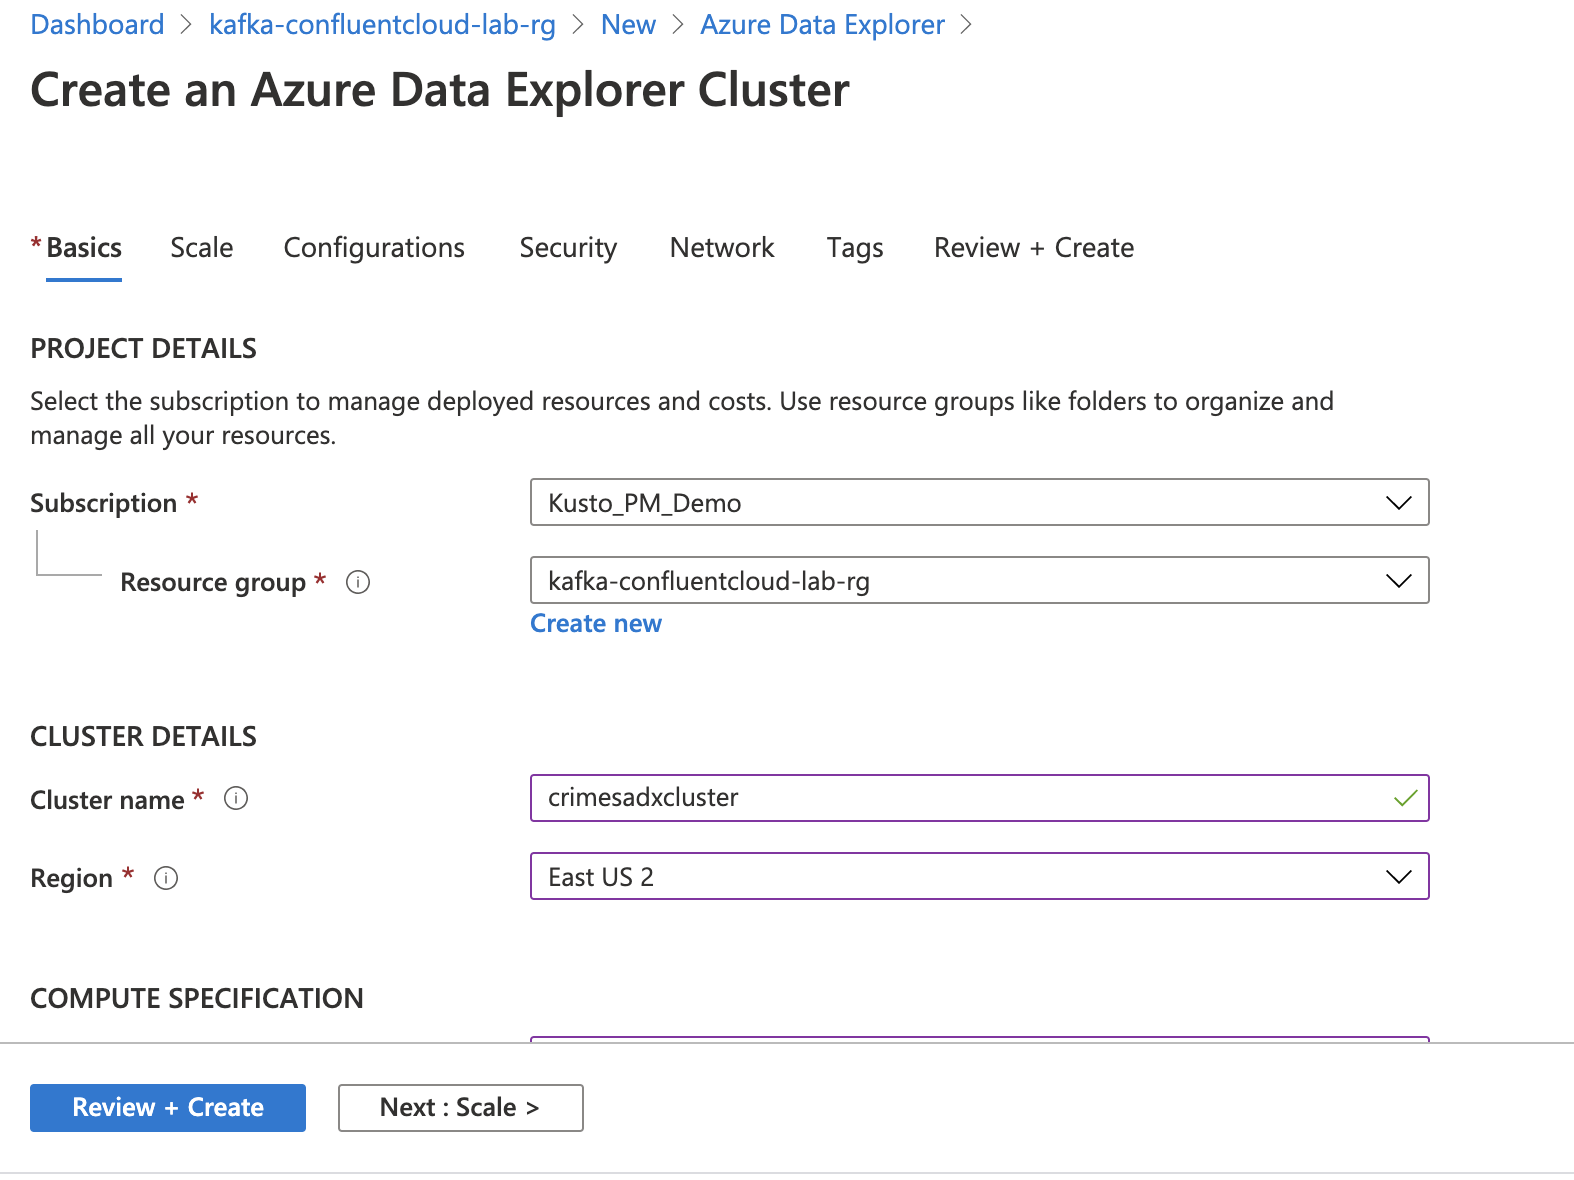 Dashboard > kafka-confluentcloud-lab-rg > New > Azure Data Explorer >
Create an Azure Data Explorer Cluster
* Basics Scale Configurations Security Network Tags Review + Create
PROJECT DETAILS
Select the subscription to manage deployed resources and costs. Use resource groups like folders to organize and
manage all your resources.
Subscription * Kusto_PM_Demo
Resource group * kafka-confluentcloud-lab-rg
Create new
CLUSTER DETAILS
Cluster name * crimesadxcluster
Region * East US 2
COMPUTE SPECIFICATION
Review + Create Next : Scale >